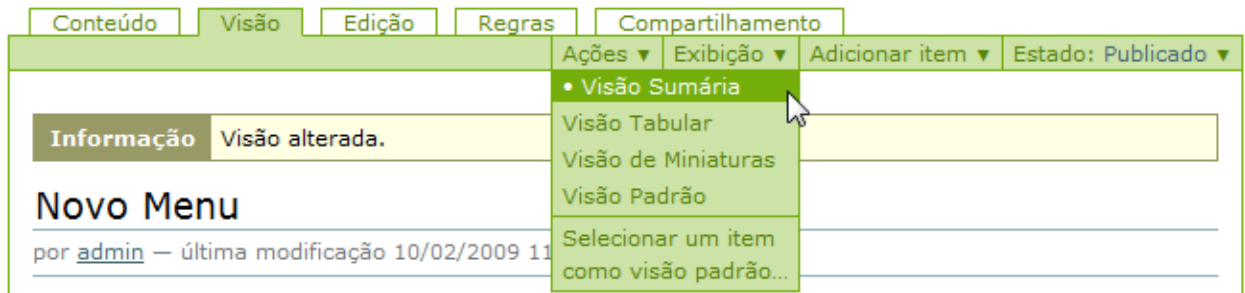 Conteúdo Visão Edição Regras Compartilhamento
Ações ▼ Exibição ▼ Adicionar item ▼ Estado: Publicado ▼
• Visão Sumária
Informação Visão alterada.
Visão Tabular
Visão de Miniaturas
Visão Padrão
Selecionar um item
como visão padrão...
Novo Menu
por admin — última modificação 10/02/2009 11